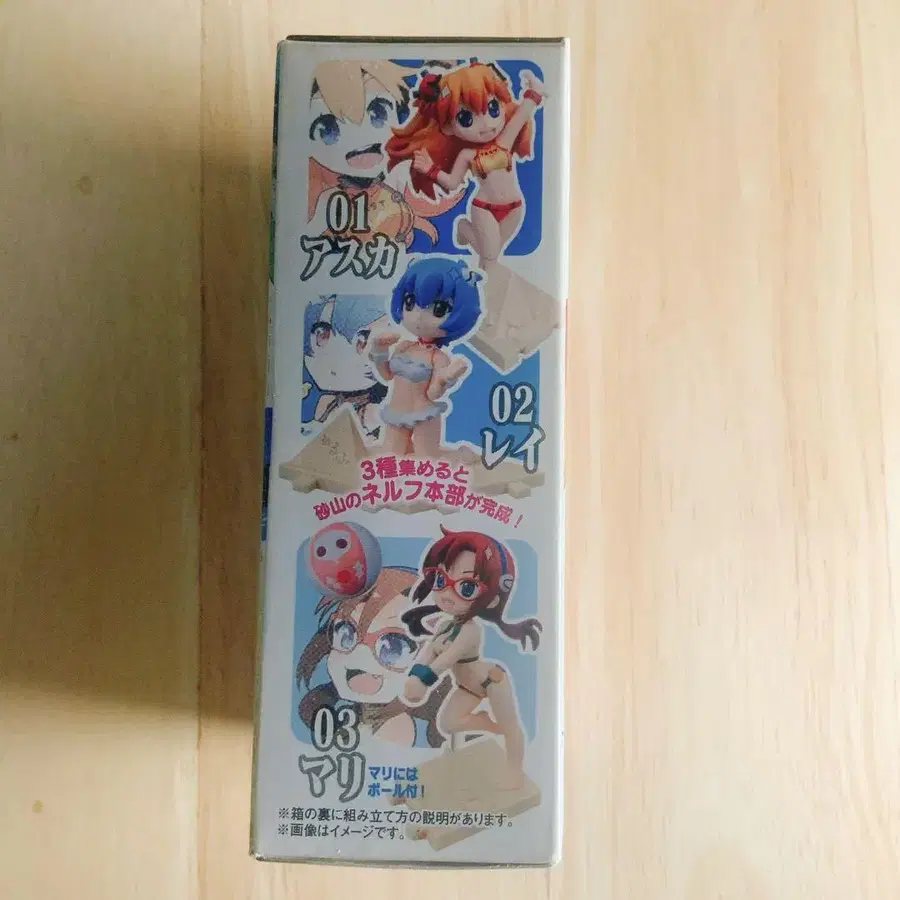 01
アスカ
02
レイ
3種集めると
砂山のネルフ本部が完成！
03
マリ
マリには
ボール付！
※箱の裏に組み立て方の説明があります。
※画像はイメージです。